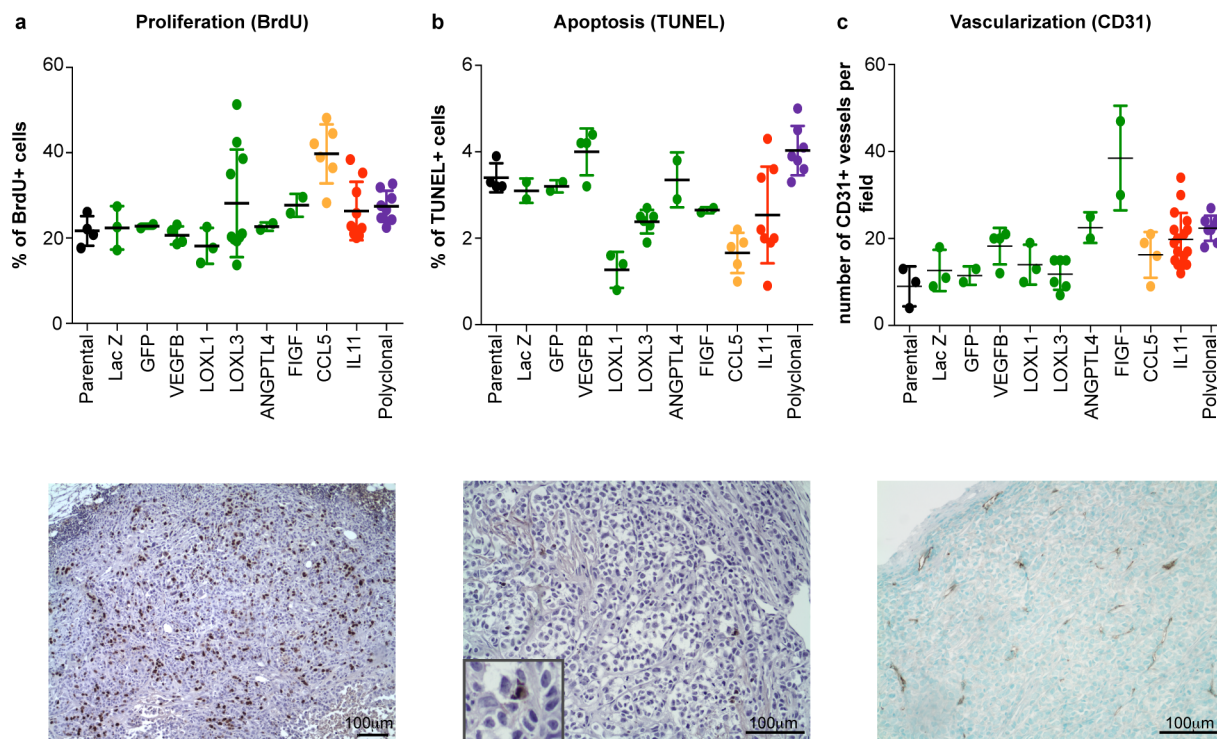 a Proliferation (BrdU)
% of BrdU+ cells
60
40
20
0
Parental
Lac Z
GFP
VEGFB
LOXL1
LOXL3
ANGPTL4
FIGF
CCL5
IL11
Polyclonal
100μm
b Apoptosis (TUNEL)
% of TUNEL+ cells
6
4
2
0
Parental
Lac Z
GFP
VEGFB
LOXL1
LOXL3
ANGPTL4
FIGF
CCL5
IL11
Polyclonal
100μm
c Vascularization (CD31)
number of CD31+ vessels per
field
60
40
20
0
Parental
Lac Z
GFP
VEGFB
LOXL1
LOXL3
ANGPTL4
FIGF
CCL5
IL11
Polyclonal
100μm